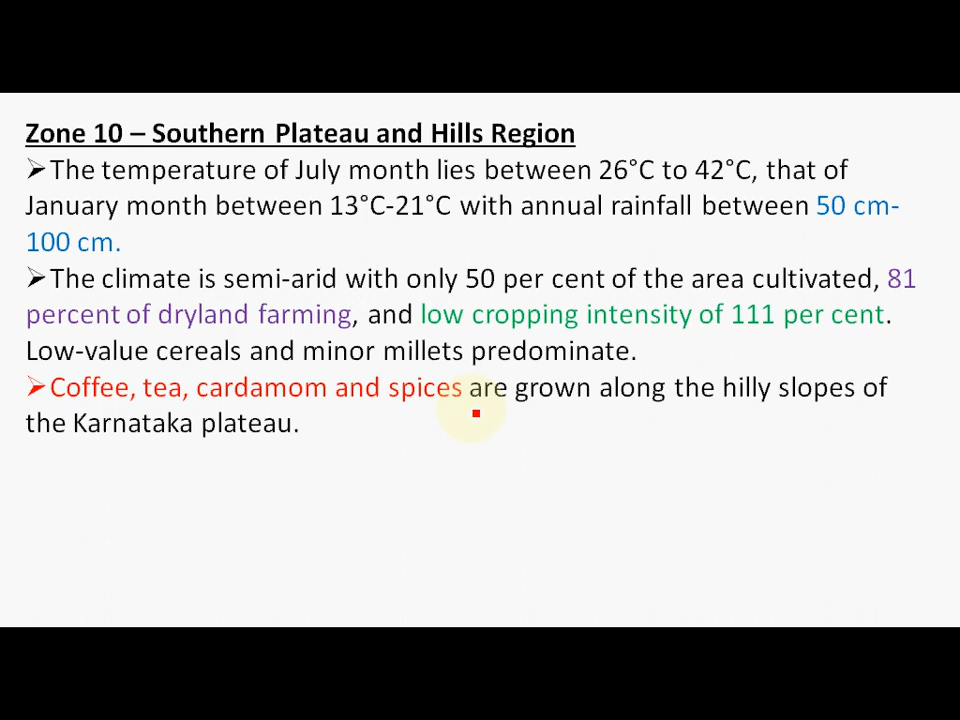 Zone 10 – Southern Plateau and Hills Region
➢The temperature of July month lies between 26°C to 42°C, that of
January month between 13°C-21°C with annual rainfall between 50 cm-
100 cm.
➢The climate is semi-arid with only 50 per cent of the area cultivated, 81
percent of dryland farming, and low cropping intensity of 111 per cent.
Low-value cereals and minor millets predominate.
➢Coffee, tea, cardamom and spices are grown along the hilly slopes of
the Karnataka plateau.